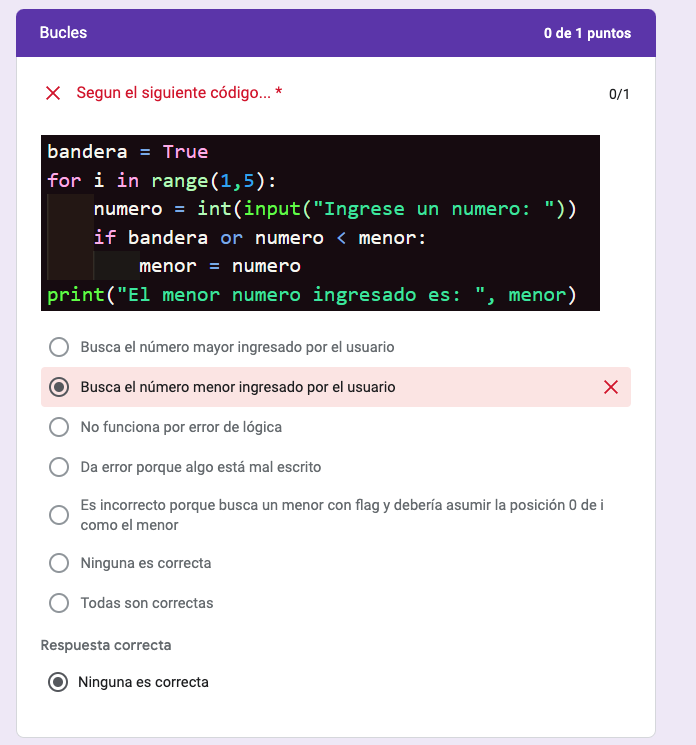 Bucles 0 de 1 puntos
Segun el siguiente código... * 0/1
bandera = True
for i in range(1,5):
    numero = int(input("Ingrese un numero: "))
    if bandera or numero < menor:
        menor = numero
print("El menor numero ingresado es: ", menor)
Busca el número mayor ingresado por el usuario
Busca el número menor ingresado por el usuario
No funciona por error de lógica
Da error porque algo está mal escrito
Es incorrecto porque busca un menor con flag y debería asumir la posición 0 de i
como el menor
Ninguna es correcta
Todas son correctas
Respuesta correcta
Ninguna es correcta